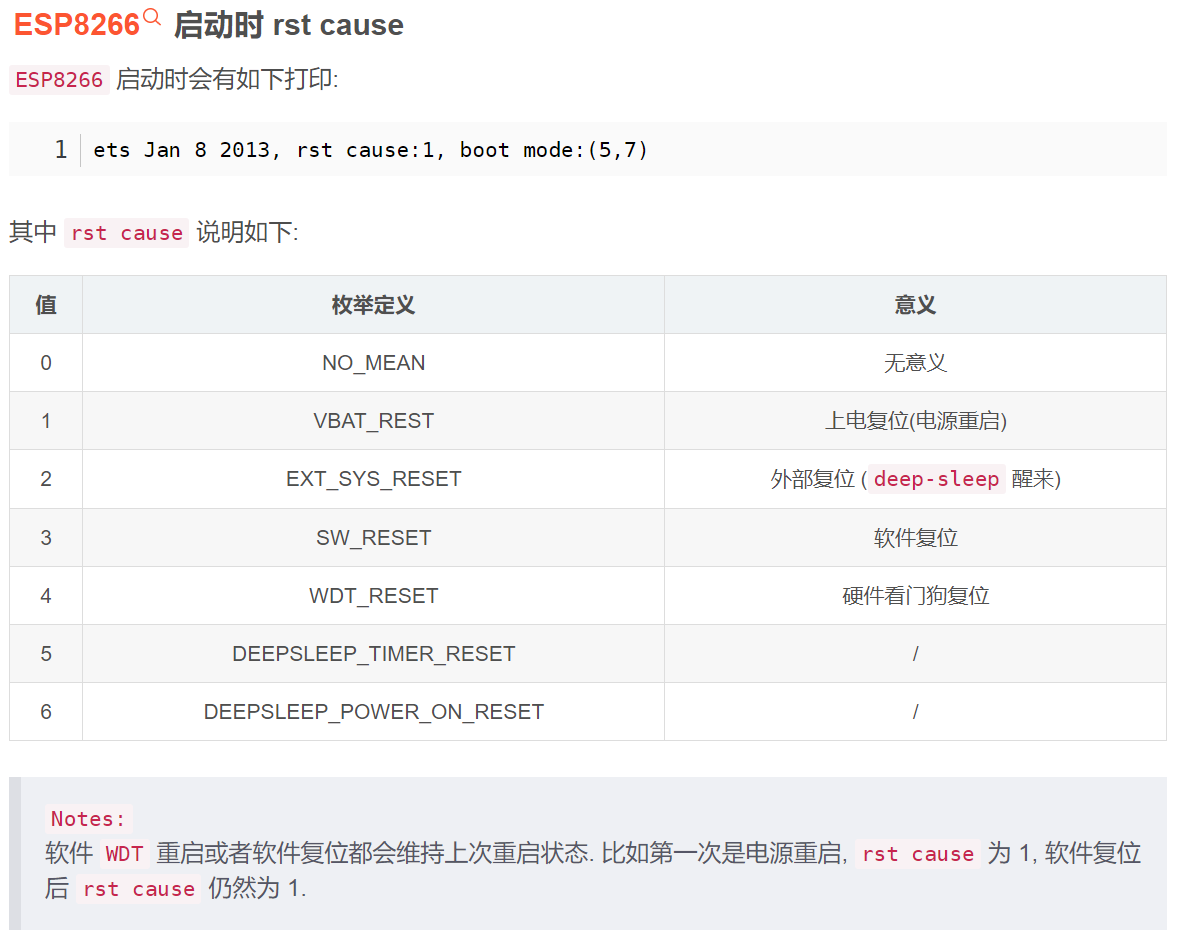 ESP8266 启动时 rst cause
ESP8266 启动时会有如下打印:
1 ets Jan 8 2013, rst cause:1, boot mode:(5,7)
其中 rst cause 说明如下:
值 枚举定义 意义
0 NO_MEAN 无意义
1 VBAT_REST 上电复位(电源重启)
2 EXT_SYS_RESET 外部复位 ( deep-sleep 醒来)
3 SW_RESET 软件复位
4 WDT_RESET 硬件看门狗复位
5 DEEPSLEEP_TIMER_RESET /
6 DEEPSLEEP_POWER_ON_RESET /
Notes:
软件 WDT 重启或者软件复位都会维持上次重启状态. 比如第一次是电源重启, rst cause 为 1, 软件复位
后 rst cause 仍然为 1.